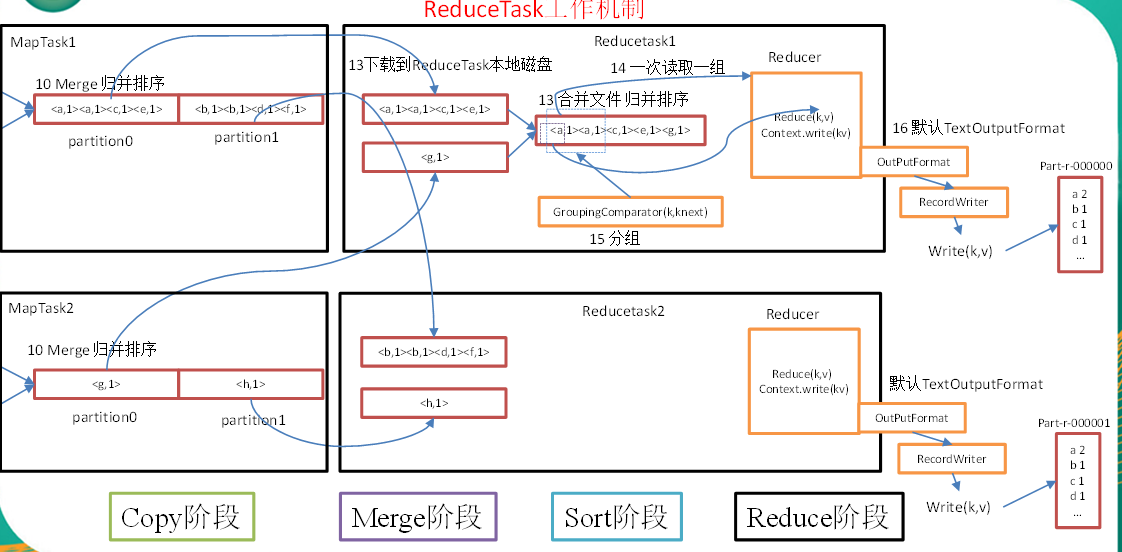 ReduceTask工作机制
MapTask1
10 Merge 归并排序
<a,1><a,1><c,1><e,1>
<b,1><b,1><d,1><f,1>
partition0
partition1
Reducetask1
13下载到ReduceTask本地磁盘
<a,1><a,1><c,1><e,1>
<g,1>
13 合并文件 归并排序
<a,1><a,1><c,1><e,1><g,1>
GroupingComparator(k,knext)
15 分组
14 一次读取一组
Reducer
Reduce(k,v)
Context.write(kv)
16 默认TextOutputFormat
OutPutFormat
RecordWriter
Write(k,v)
Part-r-000000
a 2
b 1
c 1
d 1
...
MapTask2
10 Merge 归并排序
<g,1>
<h,1>
partition0
partition1
Reducetask2
<b,1><b,1><d,1><f,1>
<h,1>
Reducer
Reduce(k,v)
Context.write(kv)
默认TextOutputFormat
OutPutFormat
RecordWriter
Write(k,v)
Part-r-000001
a 2
b 1
c 1
d 1
...
Copy阶段
Merge阶段
Sort阶段
Reduce阶段